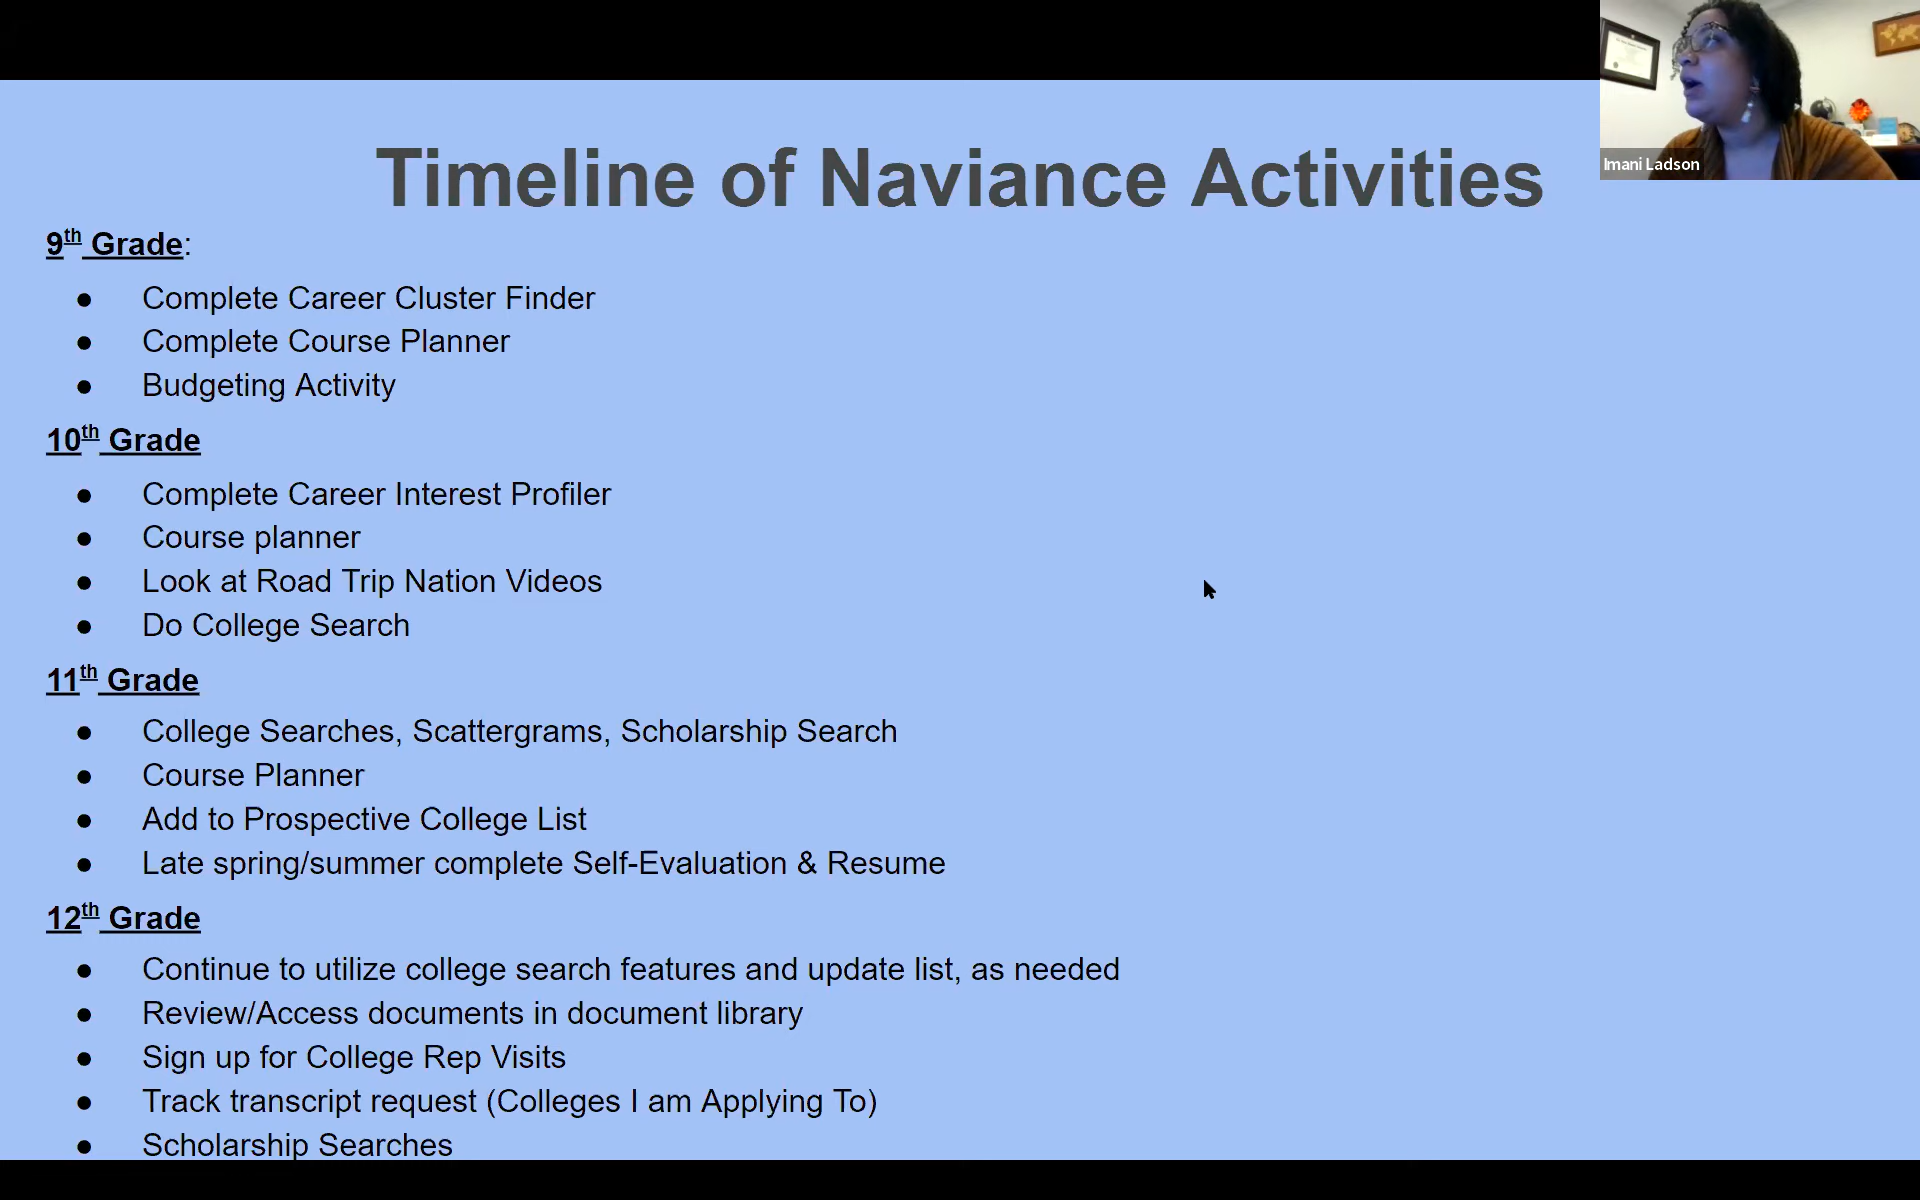 Imani Ladson
Timeline of Naviance Activities
9th Grade:
● Complete Career Cluster Finder
● Complete Course Planner
● Budgeting Activity
10th Grade
● Complete Career Interest Profiler
● Course planner
● Look at Road Trip Nation Videos
● Do College Search
11th Grade
● College Searches, Scattergrams, Scholarship Search
● Course Planner
● Add to Prospective College List
● Late spring/summer complete Self-Evaluation & Resume
12th Grade
● Continue to utilize college search features and update list, as needed
● Review/Access documents in document library
● Sign up for College Rep Visits
● Track transcript request (Colleges I am Applying To)
● Scholarship Searches